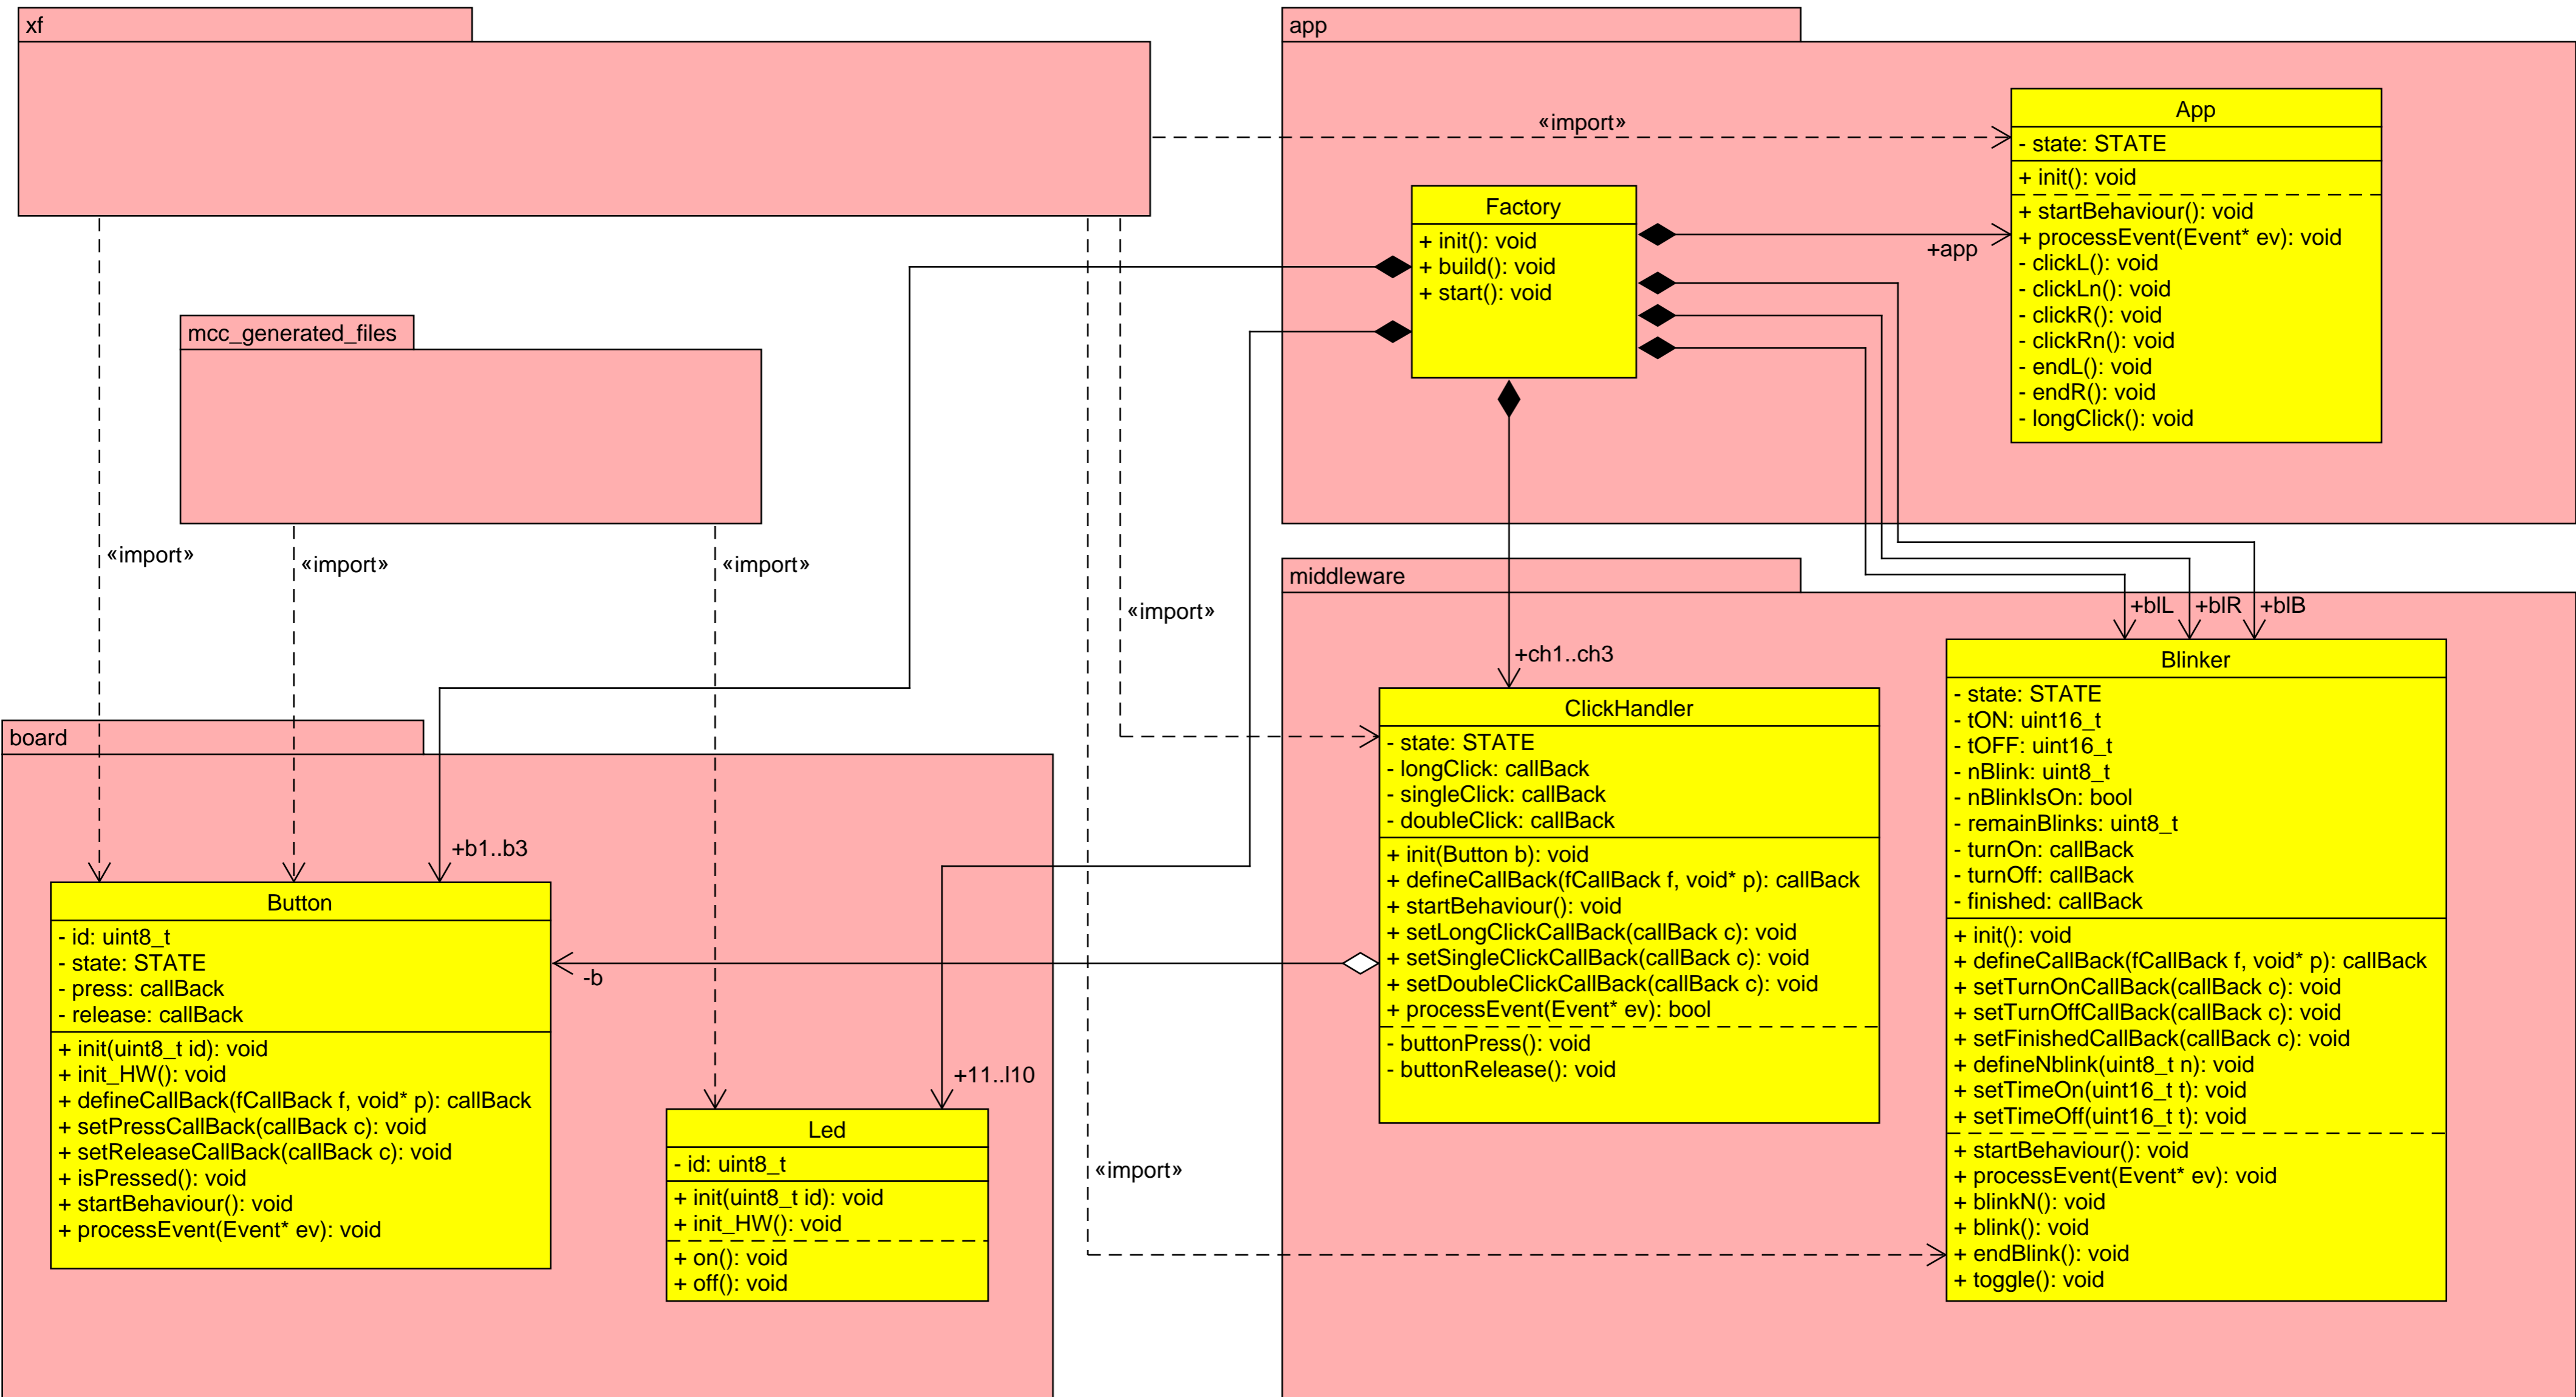 xf
app
«import»
App
- state: STATE
+ init(): void
+ startBehaviour(): void
+ processEvent(Event* ev): void
- clickL(): void
- clickLn(): void
- clickR(): void
- clickRn(): void
- endL(): void
- endR(): void
- longClick(): void
Factory
+ init(): void
+ build(): void
+ start(): void
+app
mcc_generated_files
«import»
«import»
«import»
«import»
middleware
+blL
+blR
+blB
+ch1..ch3
ClickHandler
- state: STATE
- longClick: callBack
- singleClick: callBack
- doubleClick: callBack
+ init(Button b): void
+ defineCallBack(fCallBack f, void* p): callBack
+ startBehaviour(): void
+ setLongClickCallBack(callBack c): void
+ setSingleClickCallBack(callBack c): void
+ setDoubleClickCallBack(callBack c): void
+ processEvent(Event* ev): bool
- buttonPress(): void
- buttonRelease(): void
Blinker
- state: STATE
- tON: uint16_t
- tOFF: uint16_t
- nBlink: uint8_t
- nBlinkIsOn: bool
- remainBlinks: uint8_t
- turnOn: callBack
- turnOff: callBack
- finished: callBack
+ init(): void
+ defineCallBack(fCallBack f, void* p): callBack
+ setTurnOnCallBack(callBack c): void
+ setTurnOffCallBack(callBack c): void
+ setFinishedCallBack(callBack c): void
+ defineNblink(uint8_t n): void
+ setTimeOn(uint16_t t): void
+ setTimeOff(uint16_t t): void
+ startBehaviour(): void
+ processEvent(Event* ev): void
+ blinkN(): void
+ blink(): void
+ endBlink(): void
+ toggle(): void
board
+b1..b3
Button
- id: uint8_t
- state: STATE
- press: callBack
- release: callBack
+ init(uint8_t id): void
+ init_HW(): void
+ defineCallBack(fCallBack f, void* p): callBack
+ setPressCallBack(callBack c): void
+ setReleaseCallBack(callBack c): void
+ isPressed(): void
+ startBehaviour(): void
+ processEvent(Event* ev): void
-b
+11..l10
Led
- id: uint8_t
+ init(uint8_t id): void
+ init_HW(): void
+ on(): void
+ off(): void
«import»